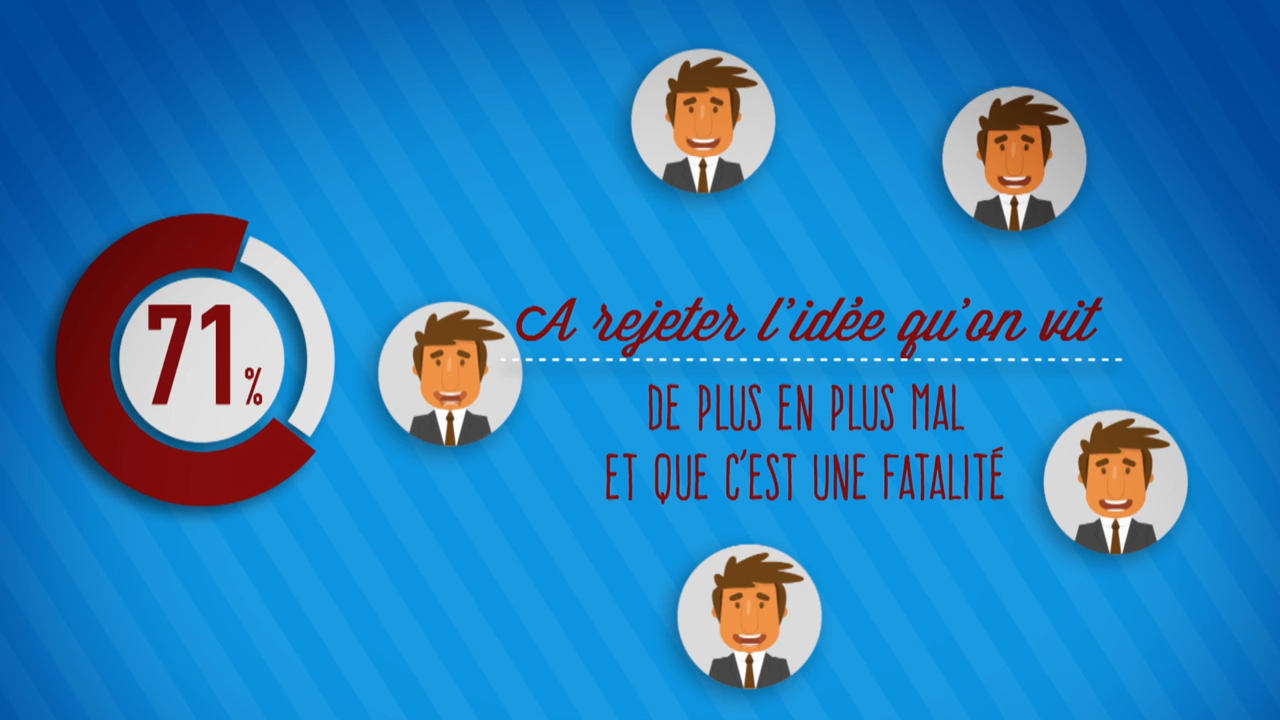 71%
A rejeter l'idée qu'on vit
DE PLUS EN PLUS MAL
ET QUE C'EST UNE FATALITÉ